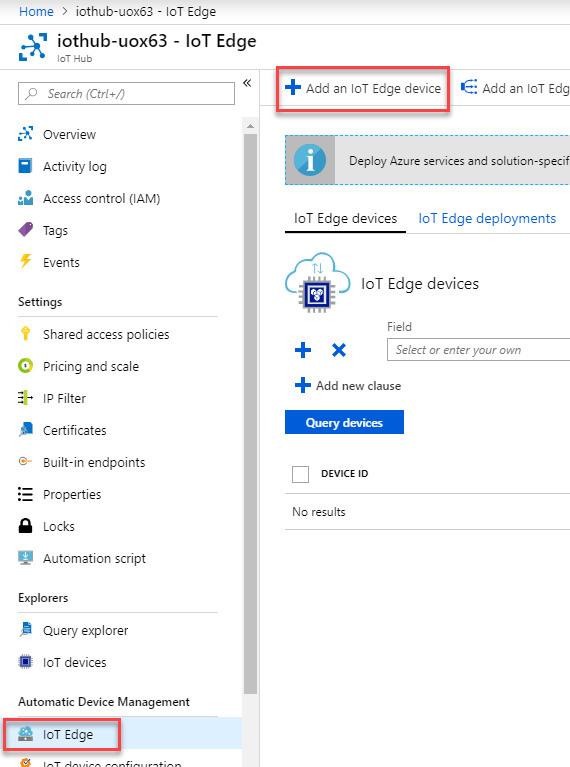 Home > iothub-uox63 - IoT Edge
iothub-uox63 - IoT Edge
IoT Hub
Search (Ctrl+/)
«
Overview
Activity log
Access control (IAM)
Tags
Events
Settings
Shared access policies
Pricing and scale
IP Filter
Certificates
Built-in endpoints
Properties
Locks
Automation script
Explorers
Query explorer
IoT devices
Automatic Device Management
IoT Edge
IoT device configuration
Add an IoT Edge device
Add an IoT Edg
Deploy Azure services and solution-specif
IoT Edge devices
IoT Edge deployments
IoT Edge devices
Field
Select or enter your own
Add new clause
Query devices
DEVICE ID
No results